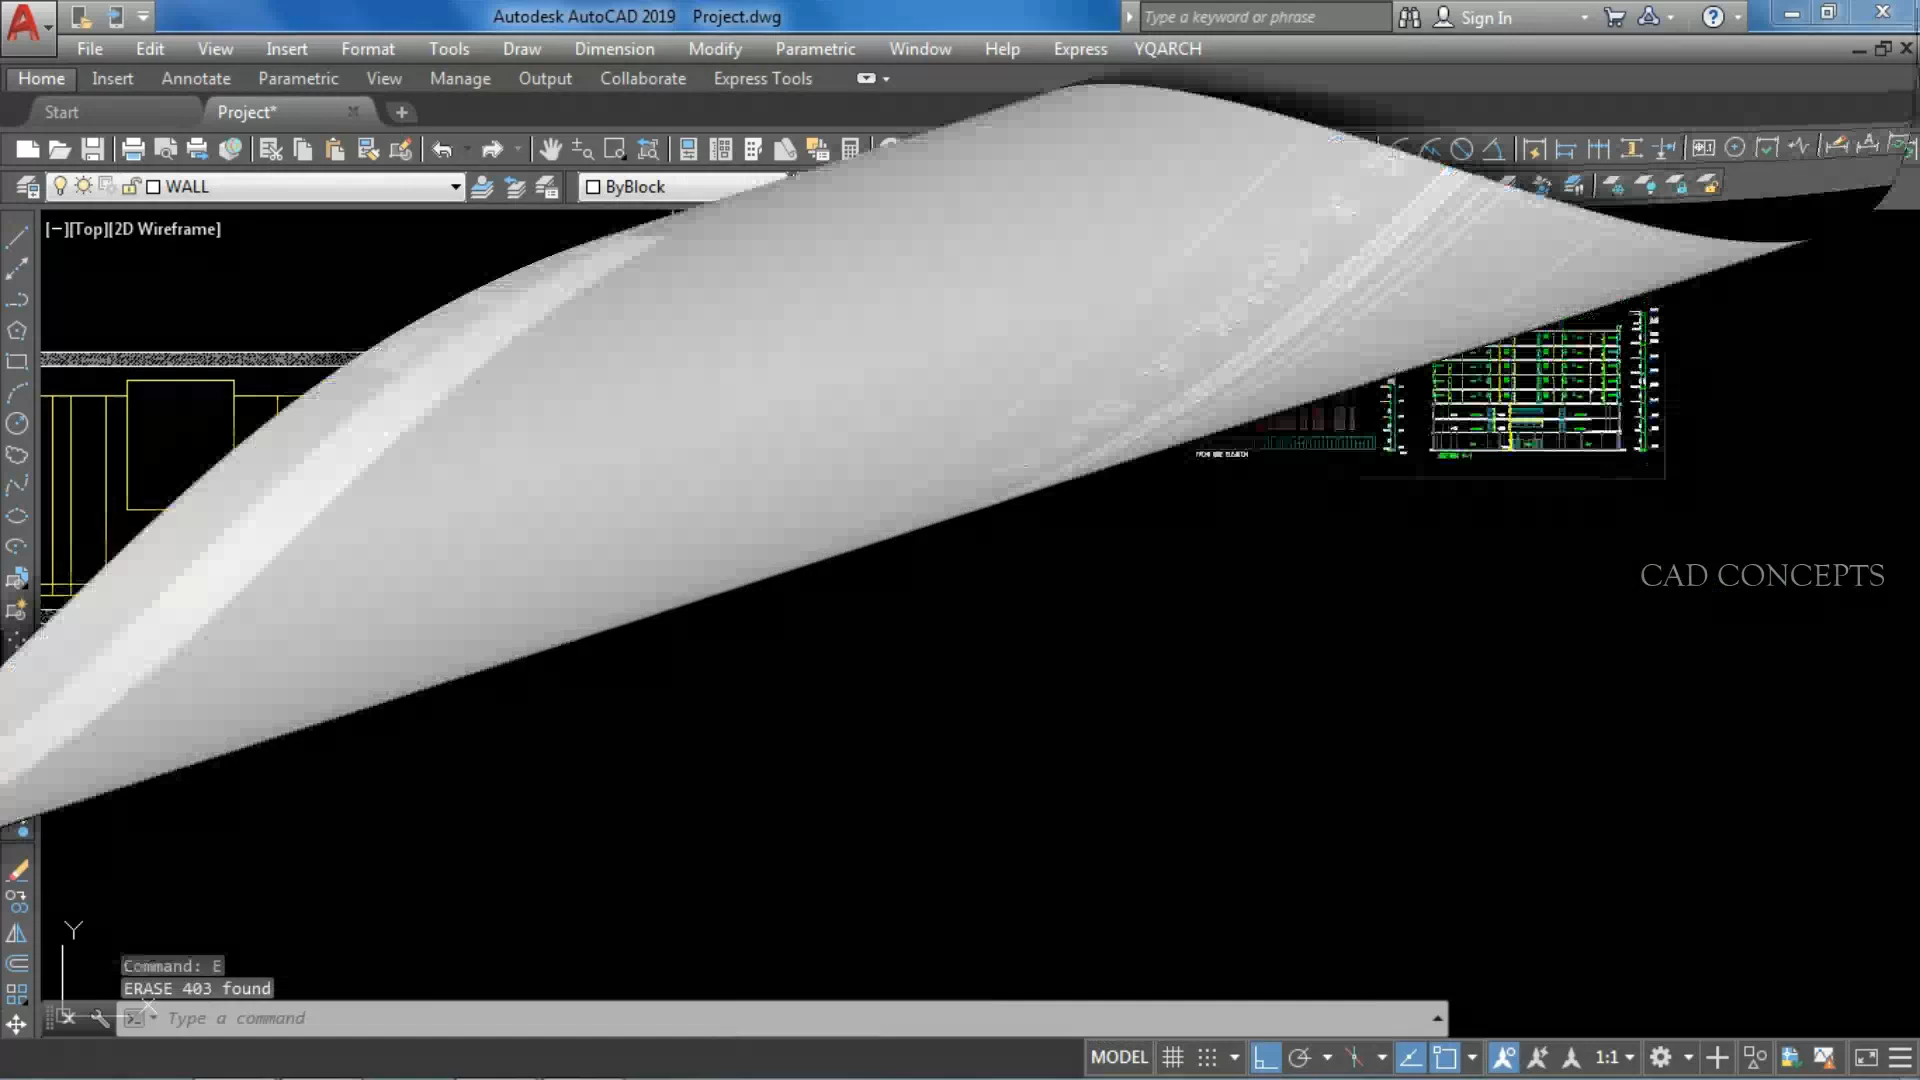 Autodesk AutoCAD 2019 Project.dwg
Type a keyword or phrase
Sign In
File Edit View Insert Format Tools Draw Dimension Modify Parametric Window Help Express YQARCH
Home Insert Annotate Parametric View Manage Output Collaborate Express Tools
Start Project*
WALL
ByBlock
[−][Top][2D Wireframe]
CAD CONCEPTS
Y
X
Command: E
ERASE 403 found
Type a command
MODEL 1:1